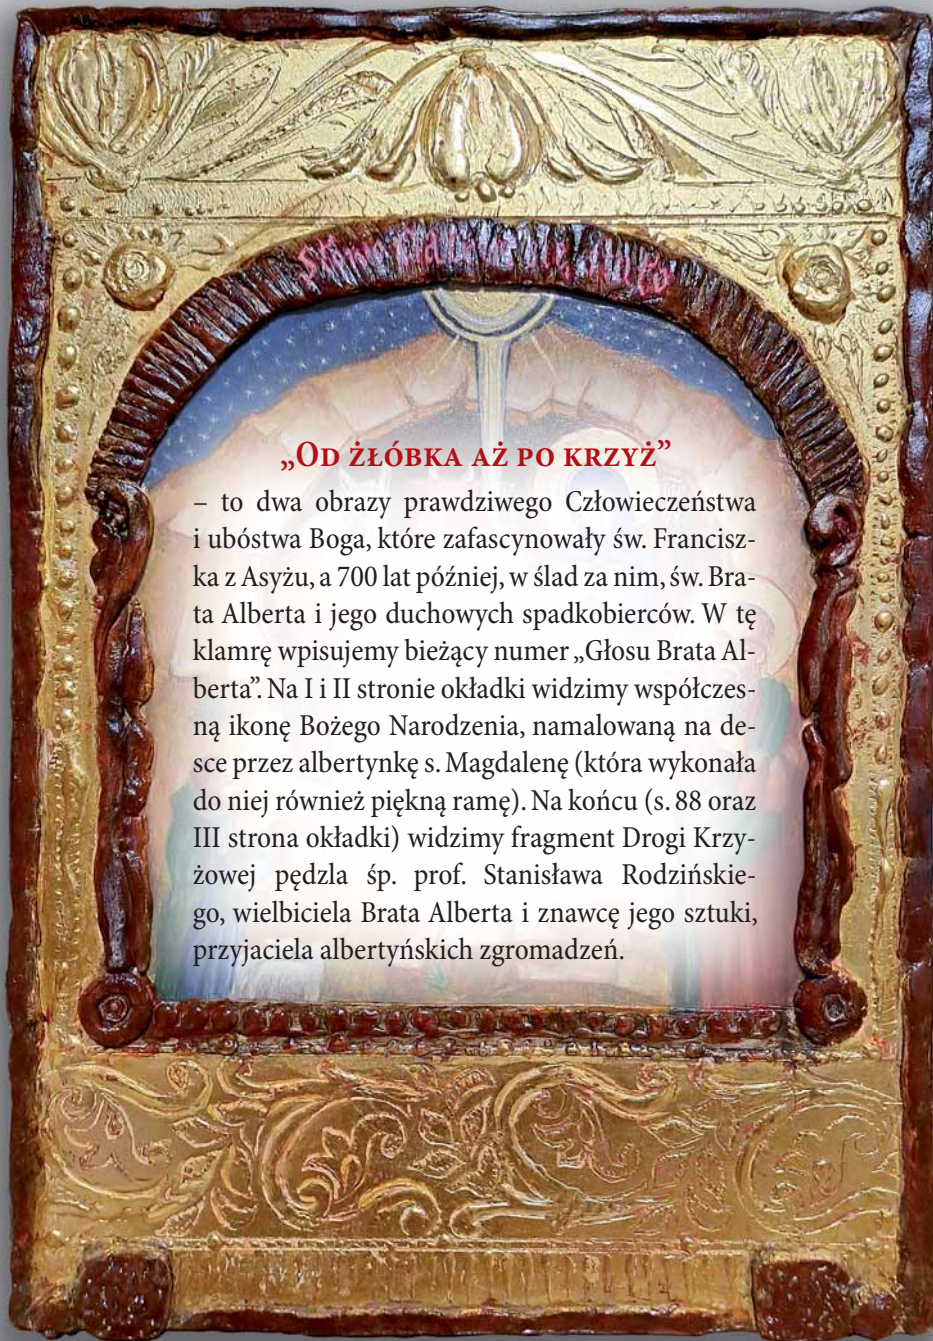 „Od żłóbka aż po krzyż”
– to dwa obrazy prawdziwego Człowieczeństwa
i ubóstwa Boga, które zafascynowały św. Francisz-
ka z Asyżu, a 700 lat później, w ślad za nim, św. Bra-
ta Alberta i jego duchowych spadkobierców. W tę
klamrę wpisujemy bieżący numer „Głosu Brata Al-
berta”. Na I i II stronie okładki widzimy współczes-
ną ikonę Bożego Narodzenia, namalowaną na de-
sce przez albertynkę s. Magdalenę (która wykonała
do niej również piękną ramę). Na końcu (s. 88 oraz
III strona okładki) widzimy fragment Drogi Krzy-
żowej pędzla śp. prof. Stanisława Rodzińskie-
go, wielbiciela Brata Alberta i znawcę jego sztuki,
przyjaciela albertyńskich zgromadzeń.